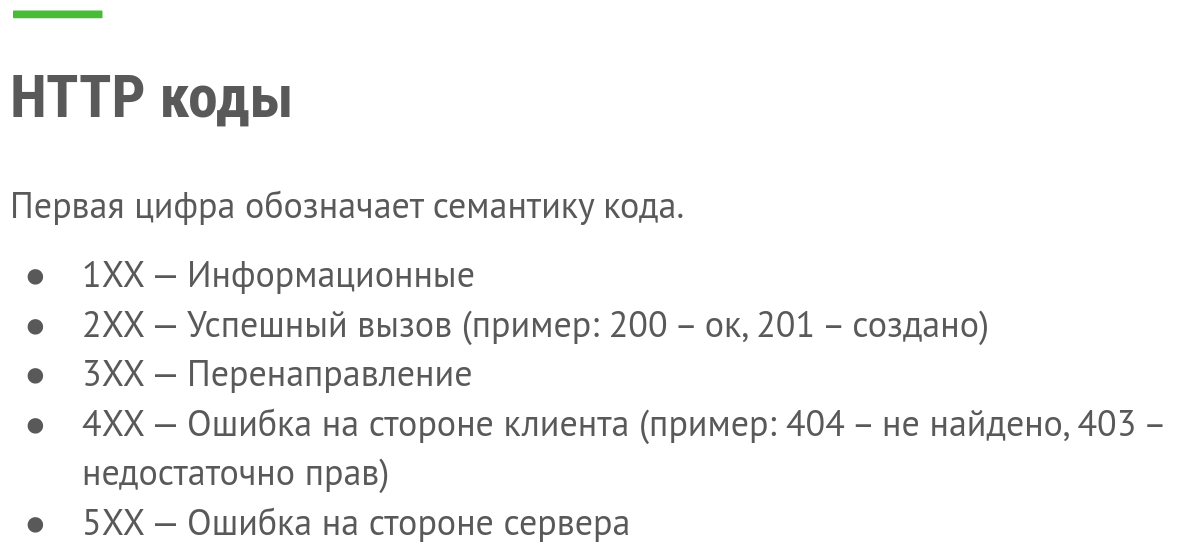 HTTP коды
Первая цифра обозначает семантику кода.
● 1XX — Информационные
● 2XX — Успешный вызов (пример: 200 – ок, 201 – создано)
● 3XX — Перенаправление
● 4XX — Ошибка на стороне клиента (пример: 404 – не найдено, 403 –
недостаточно прав)
● 5XX — Ошибка на стороне сервера